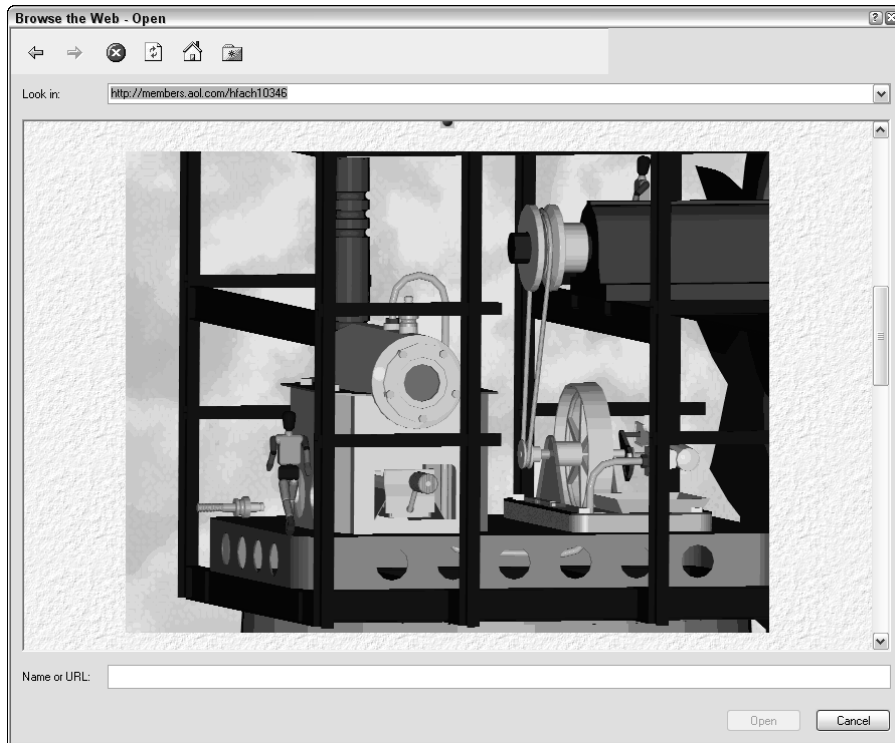 Browse the Web - Open
Look in:
http://members.aol.com/hfach10346
Name or URL:
Open
Cancel